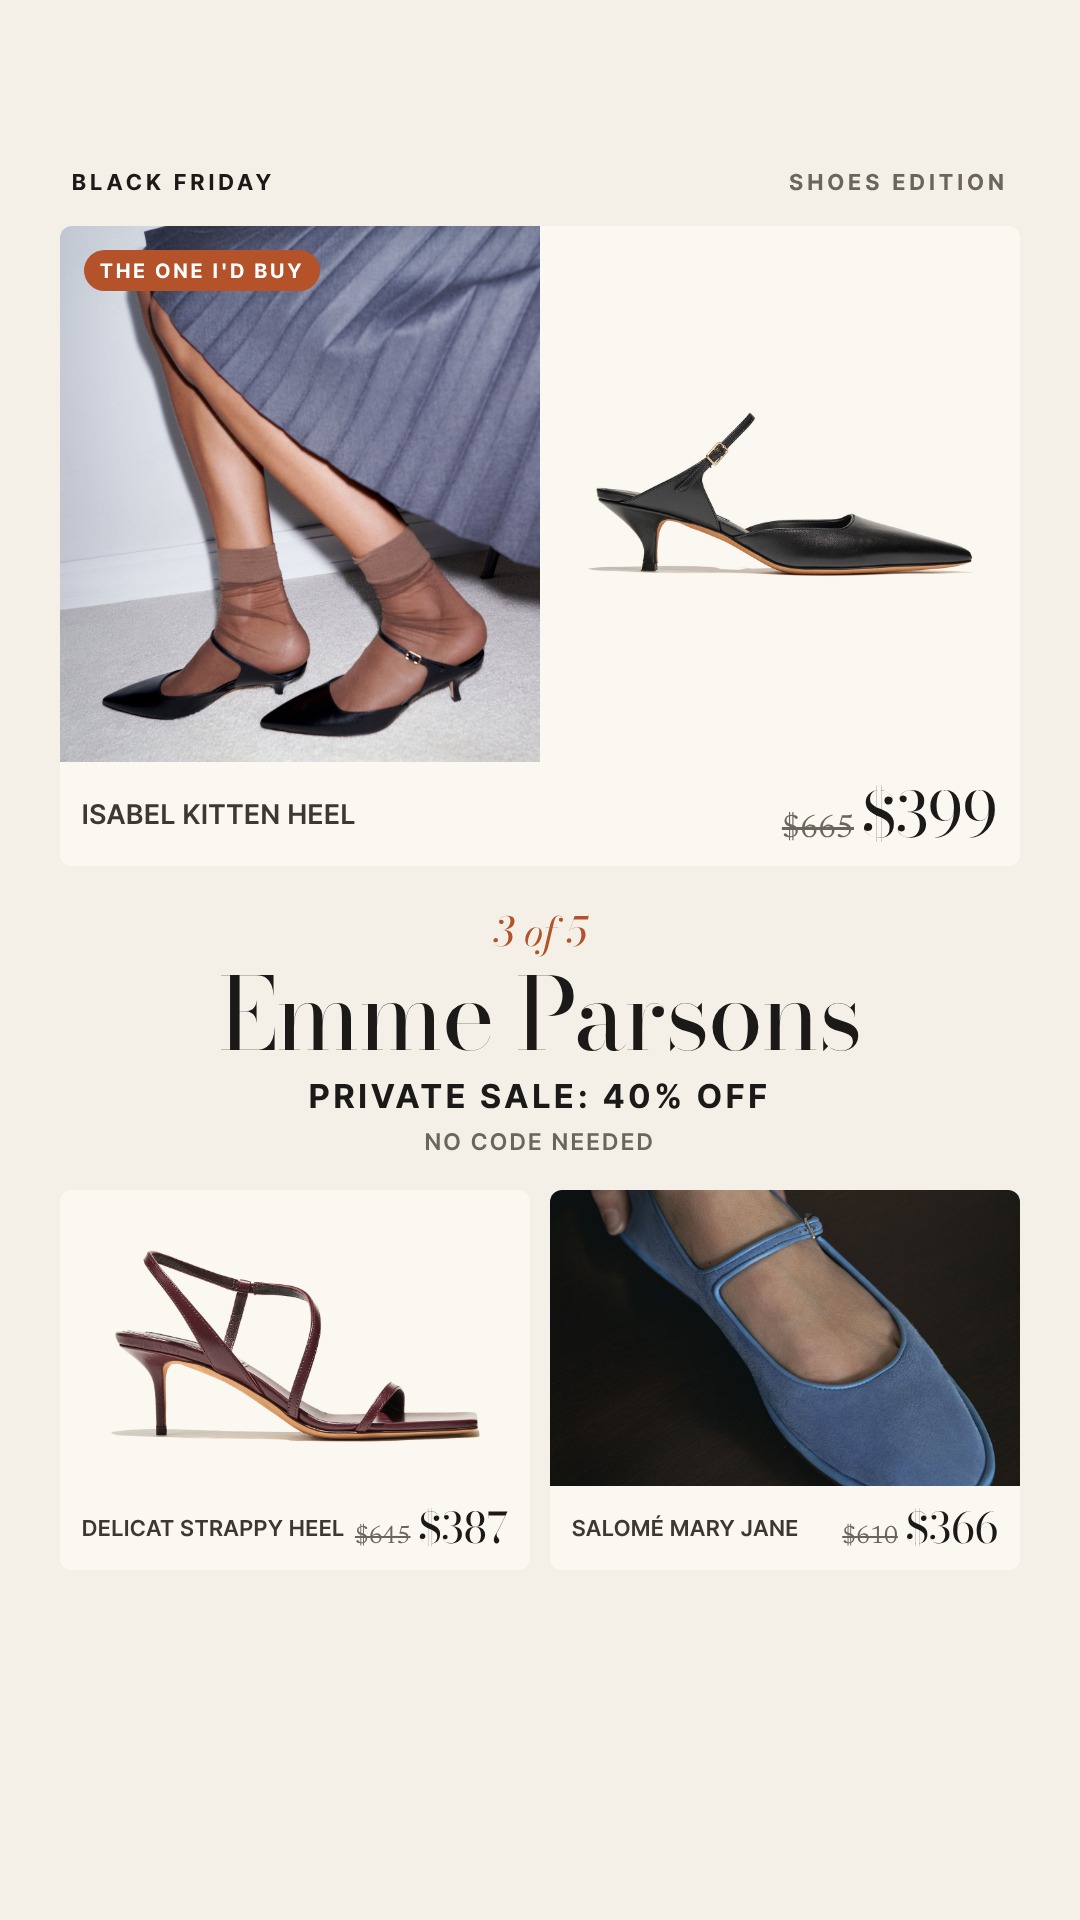 BLACK FRIDAY
SHOES EDITION
THE ONE I'D BUY
ISABEL KITTEN HEEL
$665 $399
3 of 5
Emme Parsons
PRIVATE SALE: 40% OFF
NO CODE NEEDED
DELICAT STRAPPY HEEL $645 $387
SALOMÉ MARY JANE $610 $366